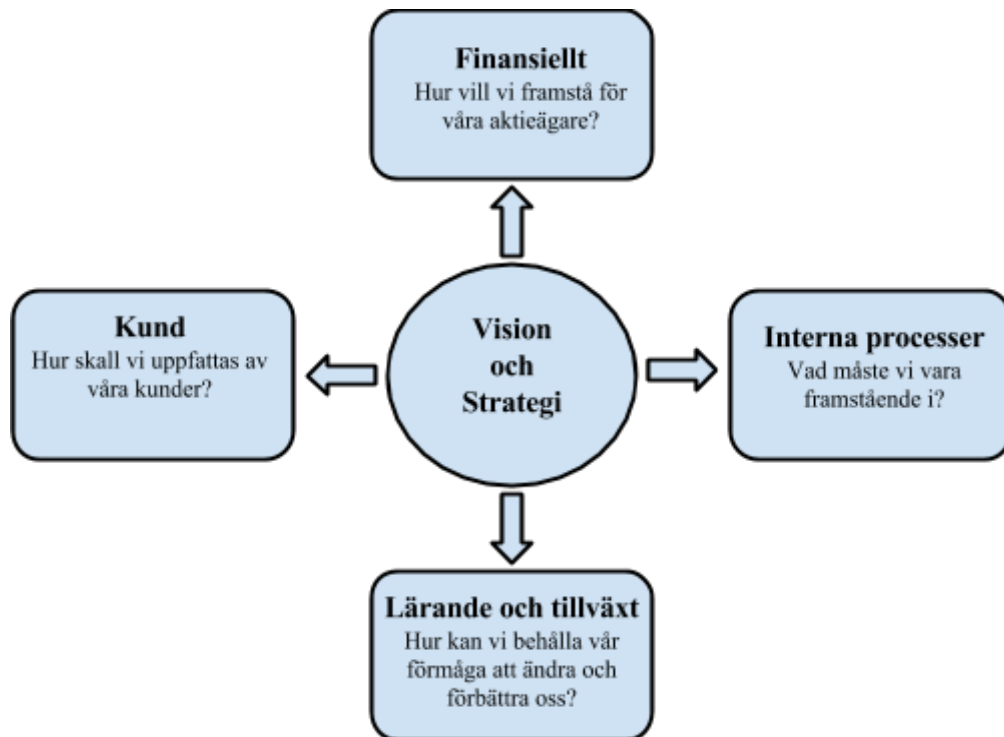 Finansiellt
Hur vill vi framstå för
våra aktieägare?
Kund
Hur skall vi uppfattas av
våra kunder?
Vision
och
Strategi
Interna processer
Vad måste vi vara
framstående i?
Lärande och tillväxt
Hur kan vi behålla vår
förmåga att ändra och
förbättra oss?